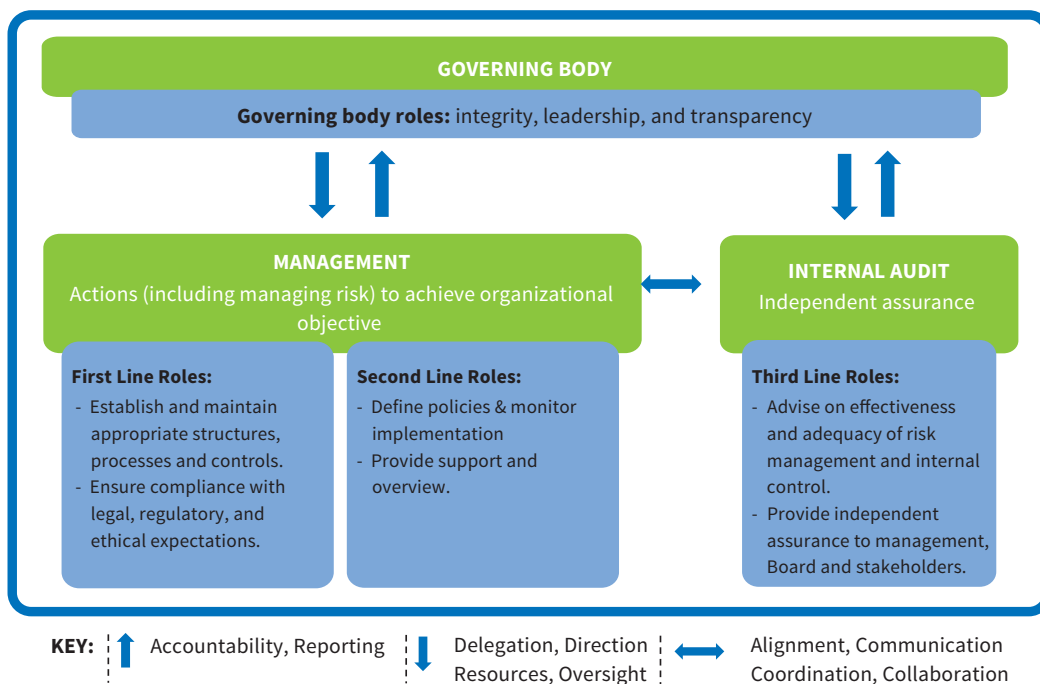 GOVERNING BODY
Governing body roles: integrity, leadership, and transparency
MANAGEMENT
Actions (including managing risk) to achieve organizational
objective
First Line Roles:
- Establish and maintain
appropriate structures,
processes and controls.
- Ensure compliance with
legal, regulatory, and
ethical expectations.
Second Line Roles:
- Define policies & monitor
implementation
- Provide support and
overview.
INTERNAL AUDIT
Independent assurance
Third Line Roles:
- Advise on effectiveness
and adequacy of risk
management and internal
control.
- Provide independent
assurance to management,
Board and stakeholders.
KEY:
Accountability, Reporting
Delegation, Direction
Resources, Oversight
Alignment, Communication
Coordination, Collaboration